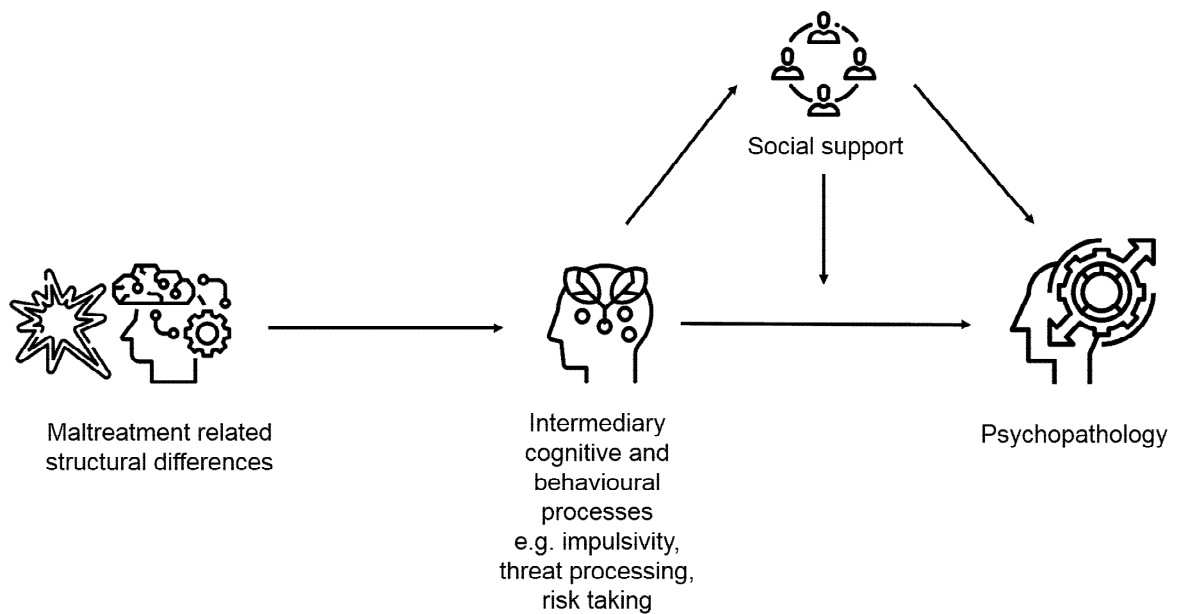 Social support
Maltreatment related
structural differences
Intermediary
cognitive and
behavioural
processes
e.g. impulsivity,
threat processing,
risk taking
Psychopathology